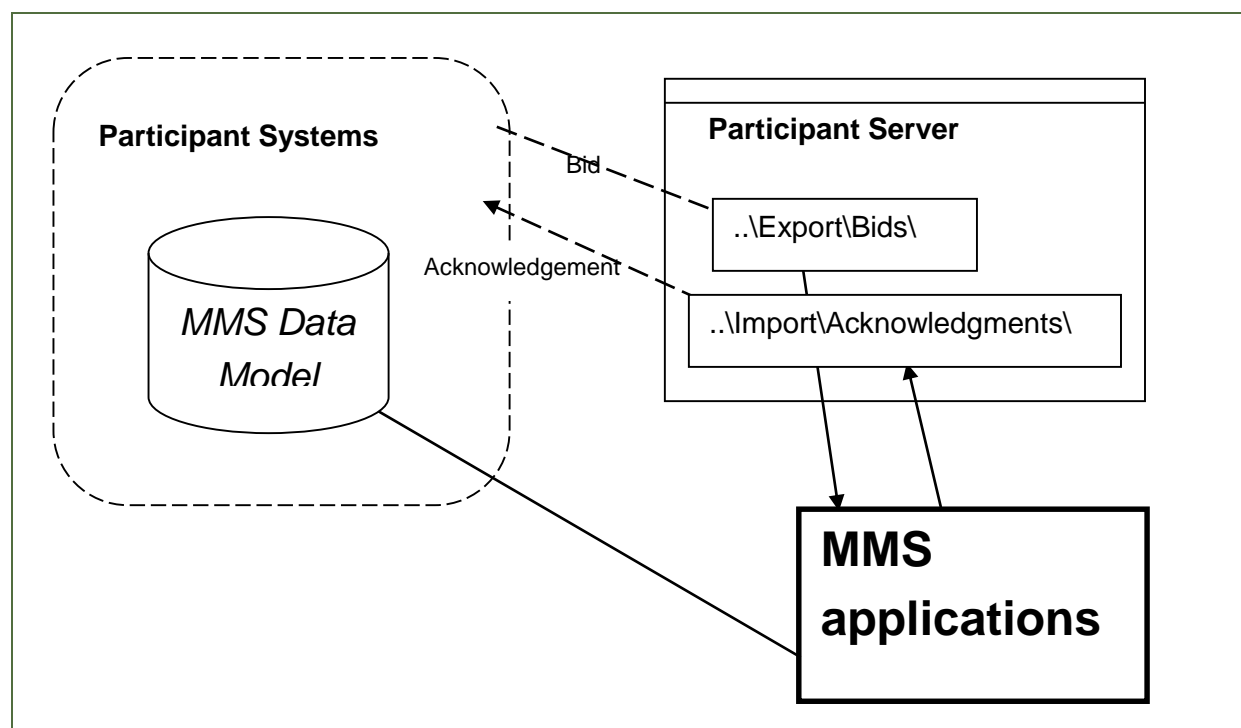 Participant Systems
MMS Data
Model
Bid
Acknowledgement
Participant Server
..\Export\Bids\
..\Import\Acknowledgments\
MMS
applications